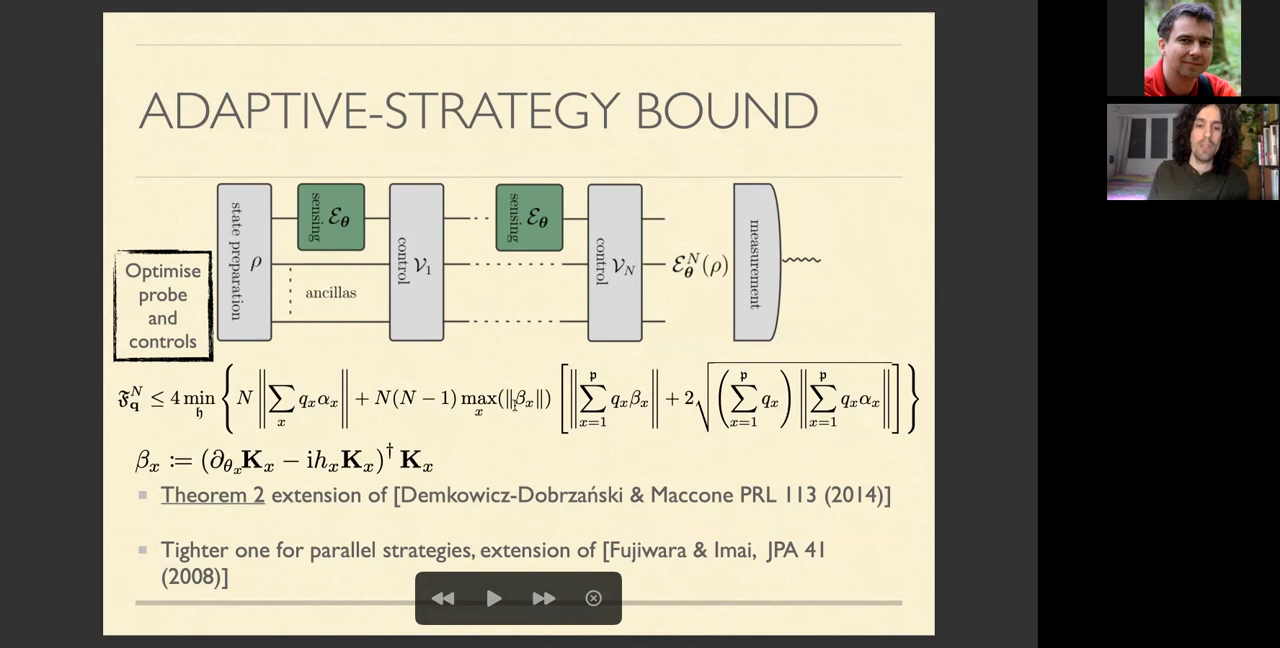 ADAPTIVE-STRATEGY BOUND
state preparation ρ
sensing ℰ_θ
control 𝒱₁
sensing ℰ_θ
control 𝒱_N
ℰ_θ^N(ρ)
measurement
ancillas
Optimise
probe
and
controls
𝔉_𝐪^N ≤ 4 min_𝔥 { N ‖∑_x q_x α_x‖ + N(N − 1) max_x(‖β_x‖) [ ‖∑_{x=1}^𝔭 q_x β_x‖ + 2√( (∑_{x=1}^𝔭 q_x) ‖∑_{x=1}^𝔭 q_x α_x‖ ) ] }
β_x := (∂_{θ_x} 𝐊_x − i h_x 𝐊_x)† 𝐊_x
Theorem 2 extension of [Demkowicz-Dobrzański & Maccone PRL 113 (2014)]
Tighter one for parallel strategies, extension of [Fujiwara & Imai, JPA 41
(2008)]